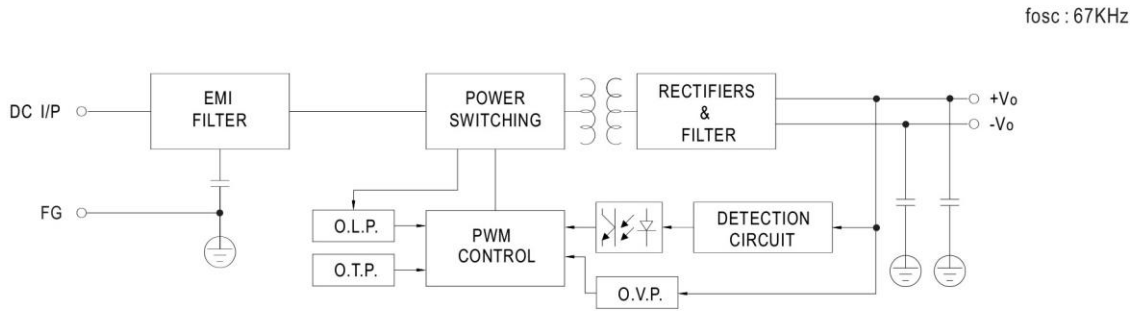 fosc : 67KHz
DC I/P
EMI
FILTER
POWER
SWITCHING
RECTIFIERS
&
FILTER
+Vo
-Vo
FG
O.L.P.
O.T.P.
PWM
CONTROL
DETECTION
CIRCUIT
O.V.P.